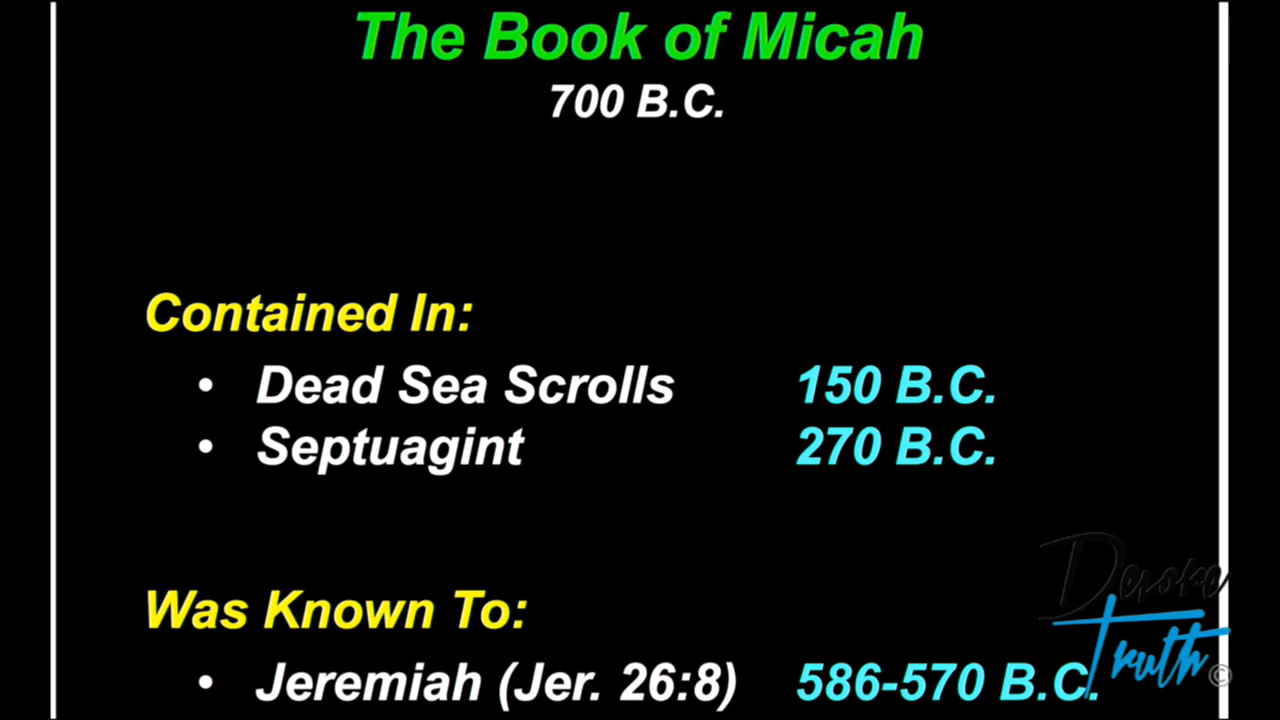 The Book of Micah
700 B.C.
Contained In:
• Dead Sea Scrolls 150 B.C.
• Septuagint 270 B.C.
Was Known To:
• Jeremiah (Jer. 26:8) 586-570 B.C.
Truth ©